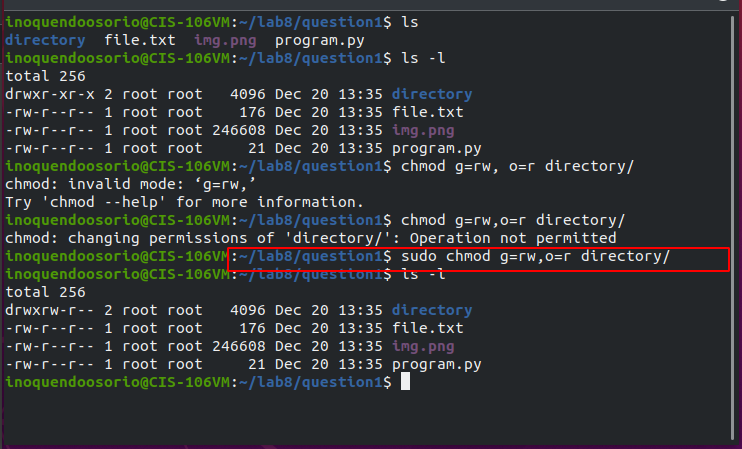 inoquendoosorio@CIS-106VM:~/lab8/question1$ ls
directory  file.txt  img.png  program.py
inoquendoosorio@CIS-106VM:~/lab8/question1$ ls -l
total 256
drwxr-xr-x 2 root root   4096 Dec 20 13:35 directory
-rw-r--r-- 1 root root    176 Dec 20 13:35 file.txt
-rw-r--r-- 1 root root 246608 Dec 20 13:35 img.png
-rw-r--r-- 1 root root     21 Dec 20 13:35 program.py
inoquendoosorio@CIS-106VM:~/lab8/question1$ chmod g=rw, o=r directory/
chmod: invalid mode: ‘g=rw,’
Try 'chmod --help' for more information.
inoquendoosorio@CIS-106VM:~/lab8/question1$ chmod g=rw,o=r directory/
chmod: changing permissions of 'directory/': Operation not permitted
inoquendoosorio@CIS-106VM:~/lab8/question1$ sudo chmod g=rw,o=r directory/
inoquendoosorio@CIS-106VM:~/lab8/question1$ ls -l
total 256
drwxrw-r-- 2 root root   4096 Dec 20 13:35 directory
-rw-r--r-- 1 root root    176 Dec 20 13:35 file.txt
-rw-r--r-- 1 root root 246608 Dec 20 13:35 img.png
-rw-r--r-- 1 root root     21 Dec 20 13:35 program.py
inoquendoosorio@CIS-106VM:~/lab8/question1$